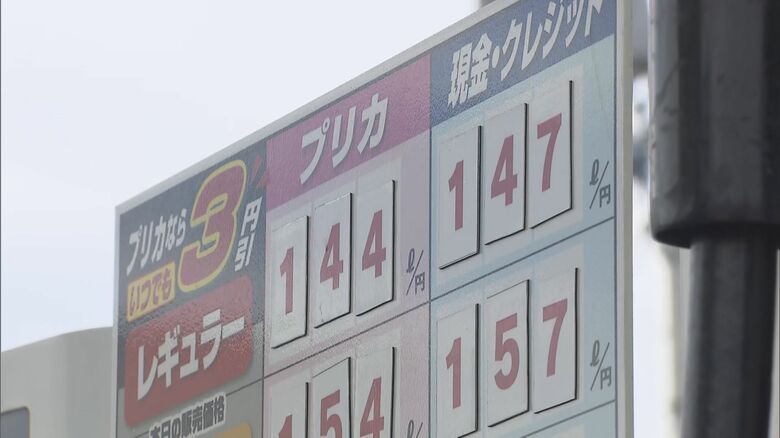 プリカなら
いつでも
3円引
プリカ
現金・クレジット
レギュラー
144 ℓ/円
147 ℓ/円
本日の販売価格
154
157 ℓ/円